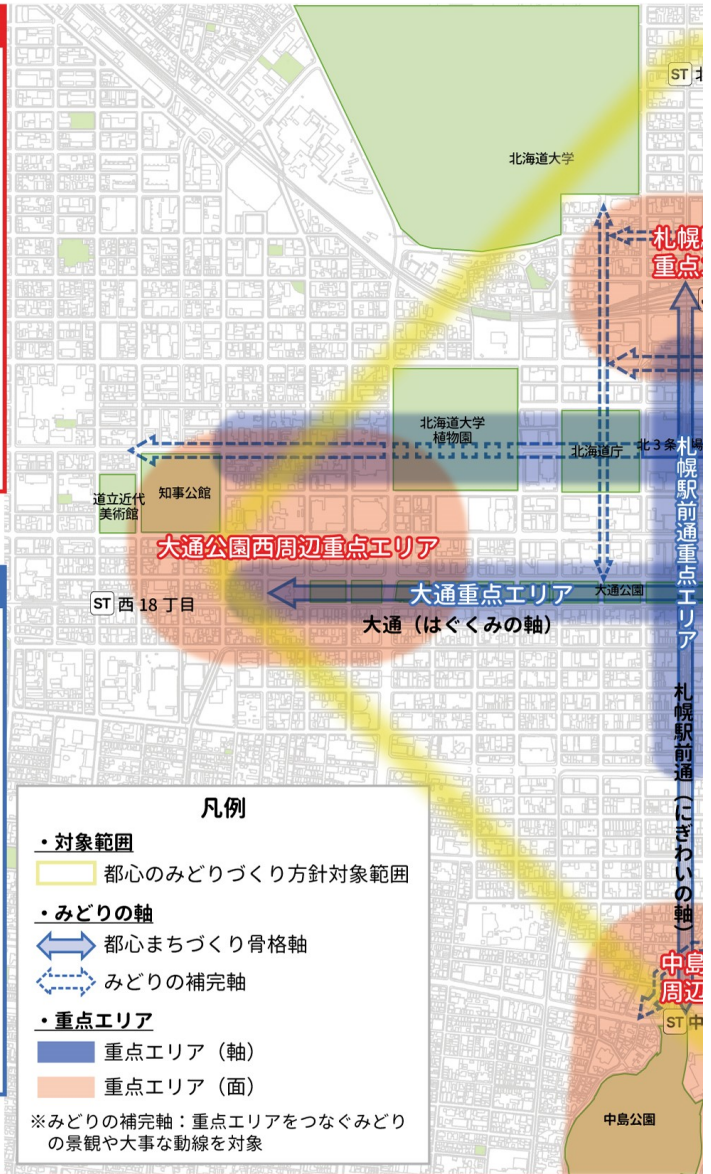 ST 北
北海道大学
札幌
重点
北海道大学
植物園
北海道庁
北3条
道立近代
美術館
知事公館
大通公園西周辺重点エリア
札幌駅前通重点エリア
大通重点エリア
大通公園
ST 西18丁目
大通（はぐくみの軸）
札幌駅前通（にぎわいの軸）
凡例
・対象範囲
都心のみどりづくり方針対象範囲
・みどりの軸
都心まちづくり骨格軸
みどりの補完軸
・重点エリア
重点エリア（軸）
重点エリア（面）
※みどりの補完軸：重点エリアをつなぐみどり
の景観や大事な動線を対象
中島
周辺
ST 中
中島公園